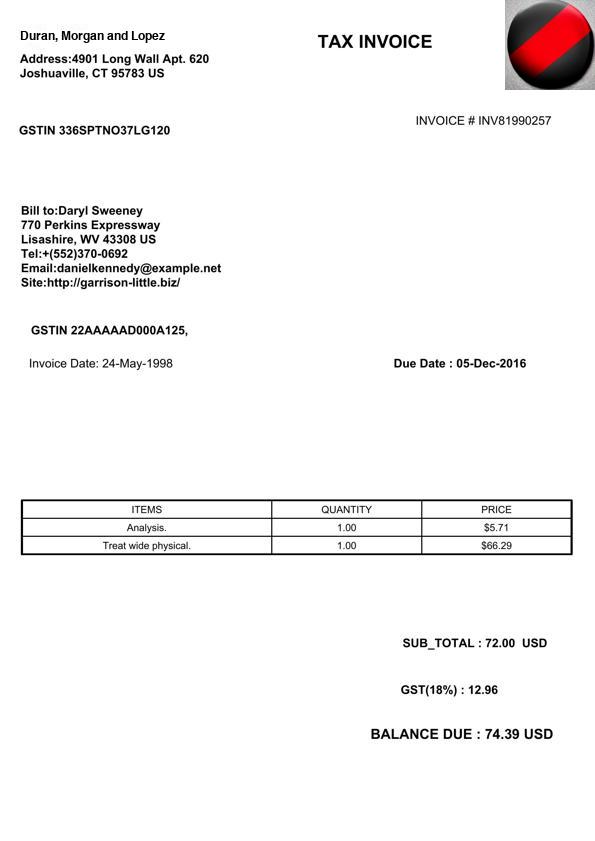 Duran, Morgan and Lopez
TAX INVOICE
Address:4901 Long Wall Apt. 620
Joshuaville, CT 95783 US
INVOICE # INV81990257
GSTIN 336SPTNO37LG120
Bill to:Daryl Sweeney
770 Perkins Expressway
Lisashire, WV 43308 US
Tel:+(552)370-0692
Email:danielkennedy@example.net
Site:http://garrison-little.biz/
GSTIN 22AAAAAD000A125,
Invoice Date: 24-May-1998
Due Date : 05-Dec-2016
ITEMS QUANTITY PRICE
Analysis. 1.00 $5.71
Treat wide physical. 1.00 $66.29
SUB_TOTAL : 72.00 USD
GST(18%) : 12.96
BALANCE DUE : 74.39 USD